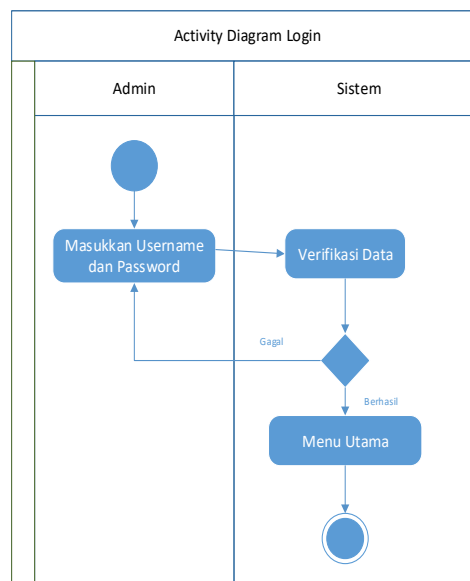 Activity Diagram Login
Admin
Sistem
Masukkan Username
dan Password
Verifikasi Data
Gagal
Berhasil
Menu Utama